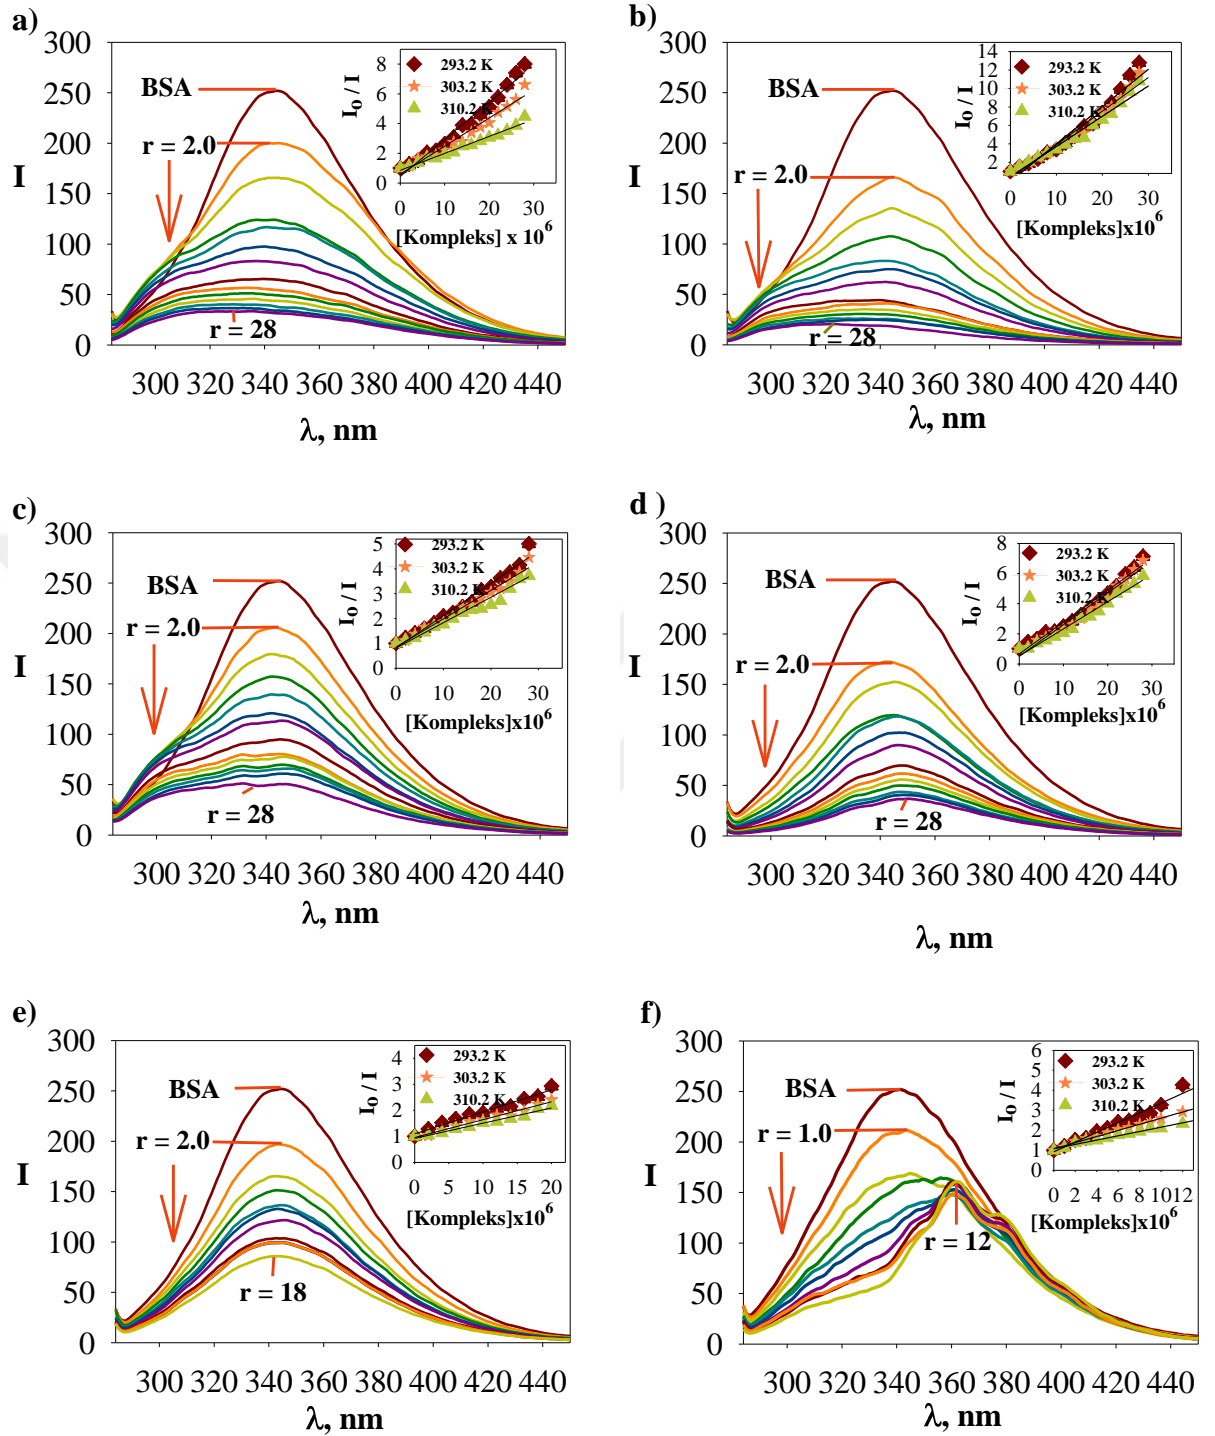 a)
300
250
200
150
100
50
0
I
BSA
r = 2.0
r = 28
300 320 340 360 380 400 420 440
λ, nm
I₀ / I
8
6
4
2
0
293.2 K
303.2 K
310.2 K
0 10 20 30
[Kompleks] x 10⁶
b)
300
250
200
150
100
50
0
I
BSA
r = 2.0
r = 28
300 320 340 360 380 400 420 440
λ, nm
I₀ / I
14
12
10
8
6
4
2
293.2 K
303.2 K
310.2 K
0 10 20 30
[Kompleks]x10⁶
c)
300
250
200
150
100
50
0
I
BSA
r = 2.0
r = 28
300 320 340 360 380 400 420 440
λ, nm
I₀ / I
5
4
3
2
1
0
293.2 K
303.2 K
310.2 K
0 10 20 30
[Kompleks]x10⁶
d )
300
250
200
150
100
50
0
I
BSA
r = 2.0
r = 28
300 320 340 360 380 400 420 440
λ, nm
I₀ / I
8
6
4
2
0
293.2 K
303.2 K
310.2 K
0 10 20 30
[Kompleks]x10⁶
e)
300
250
200
150
100
50
0
I
BSA
r = 2.0
r = 18
300 320 340 360 380 400 420 440
λ, nm
I₀ / I
4
3
2
1
0
293.2 K
303.2 K
310.2 K
0 5 10 15 20
[Kompleks]x10⁶
f)
300
250
200
150
100
50
0
I
BSA
r = 1.0
r = 12
300 320 340 360 380 400 420 440
λ, nm
I₀ / I
6
5
4
3
2
1
0
293.2 K
303.2 K
310.2 K
0 2 4 6 8 10 12
[Kompleks]x10⁶